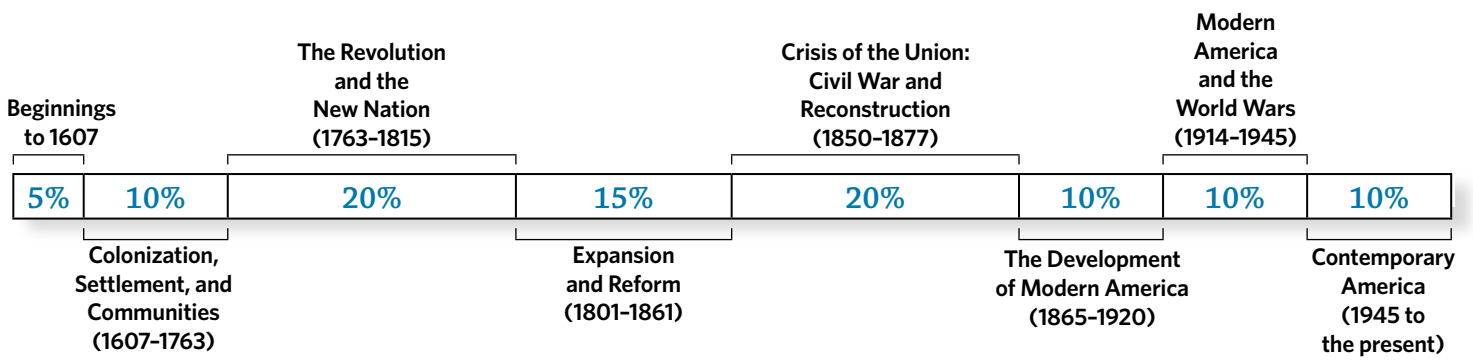 Beginnings
to 1607
The Revolution
and the
New Nation
(1763–1815)
Crisis of the Union:
Civil War and
Reconstruction
(1850–1877)
Modern
America
and the
World Wars
(1914–1945)
5%
10%
20%
15%
20%
10%
10%
10%
Colonization,
Settlement, and
Communities
(1607–1763)
Expansion
and Reform
(1801–1861)
The Development
of Modern America
(1865–1920)
Contemporary
America
(1945 to
the present)